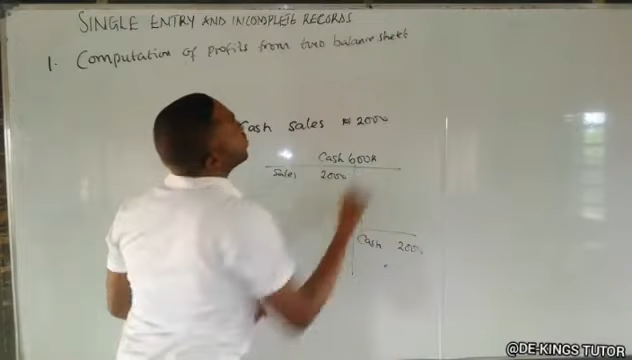 SINGLE ENTRY AND INCOMPLETE RECORDS
1. Computation of profits from two balance sheet
Cash sales ₦ 2000
Cash book
Sales 2000
Cash 2000
@DE-KINGS TUTOR